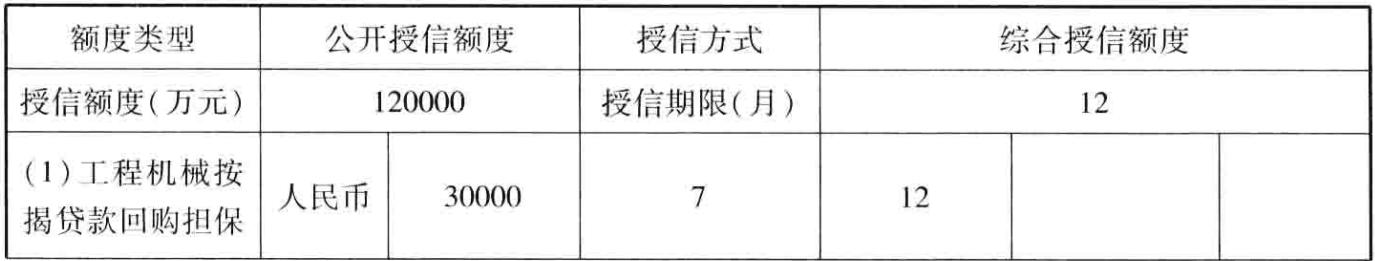 额度类型 公开授信额度 授信方式 综合授信额度
授信额度(万元) 120000 授信期限(月) 12
(1)工程机械按
揭贷款回购担保 人民币 30000 7 12